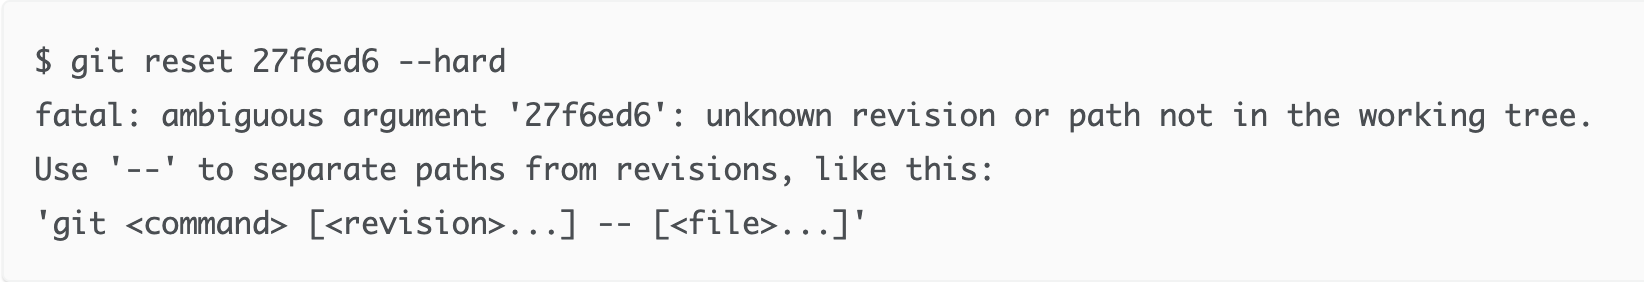 $ git reset 27f6ed6 --hard
fatal: ambiguous argument '27f6ed6': unknown revision or path not in the working tree.
Use '--' to separate paths from revisions, like this:
'git <command> [<revision>...] -- [<file>...]'